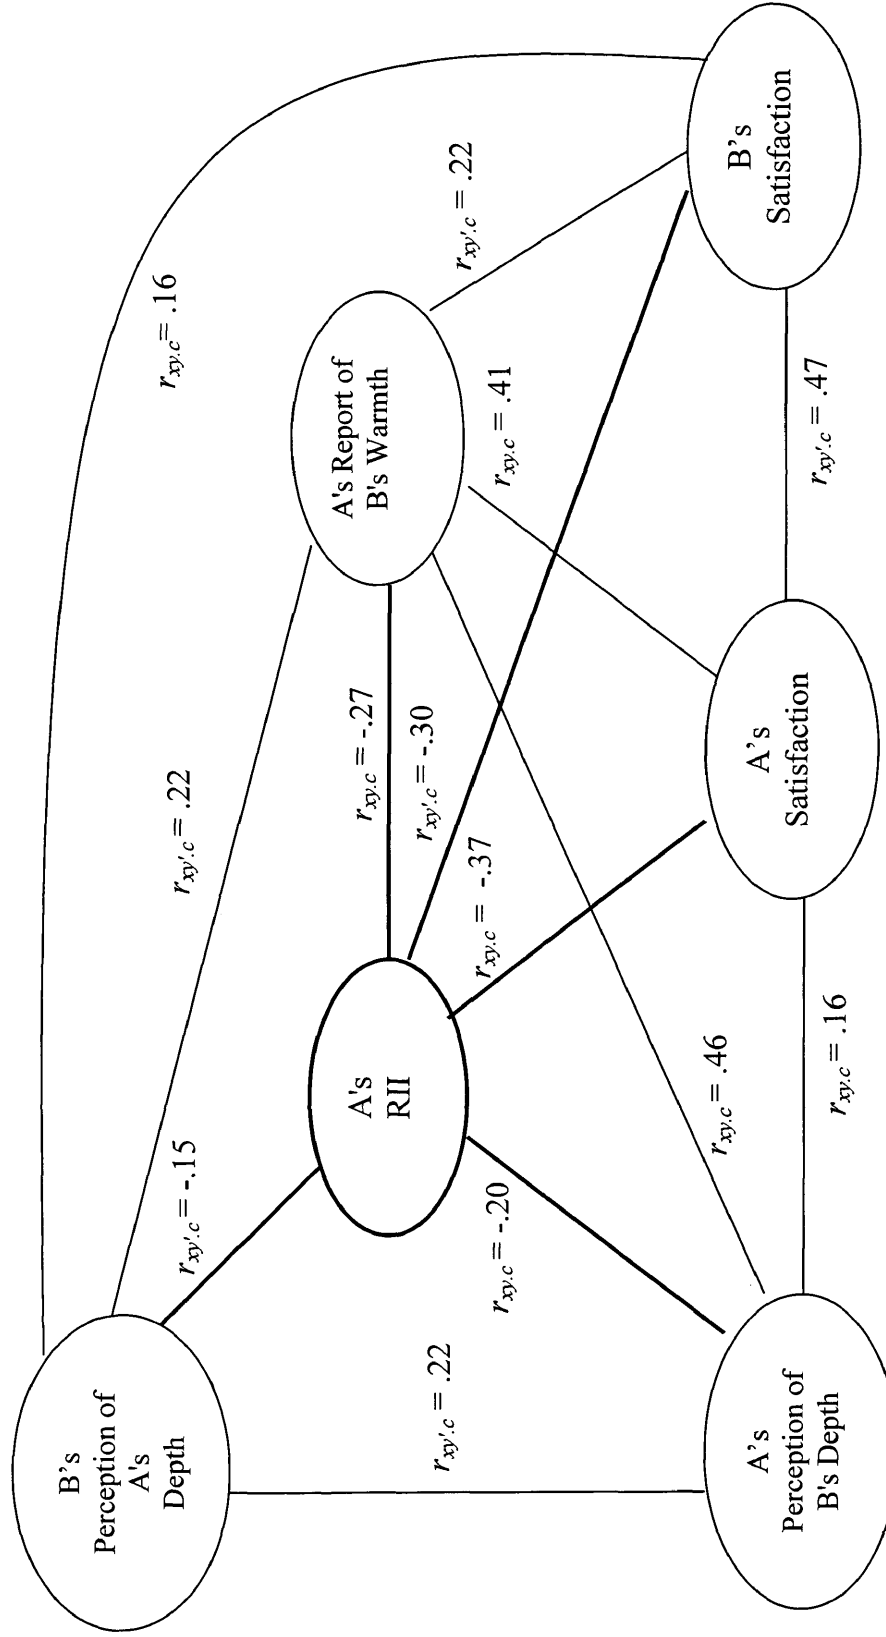 B's
Perception of
A's
Depth
r_xy'.c = -.15
r_xy'.c = .22
r_xy.c = .16
A's Report of
B's Warmth
r_xy.c = -.27
r_xy'.c = -.30
r_xy'.c = .22
A's
RII
r_xy.c = -.37
r_xy.c = .41
r_xy'.c = .22
r_xy.c = -.20
A's
Perception of
B's Depth
r_xy.c = .46
r_xy.c = .16
A's
Satisfaction
r_xy'.c = .47
B's
Satisfaction